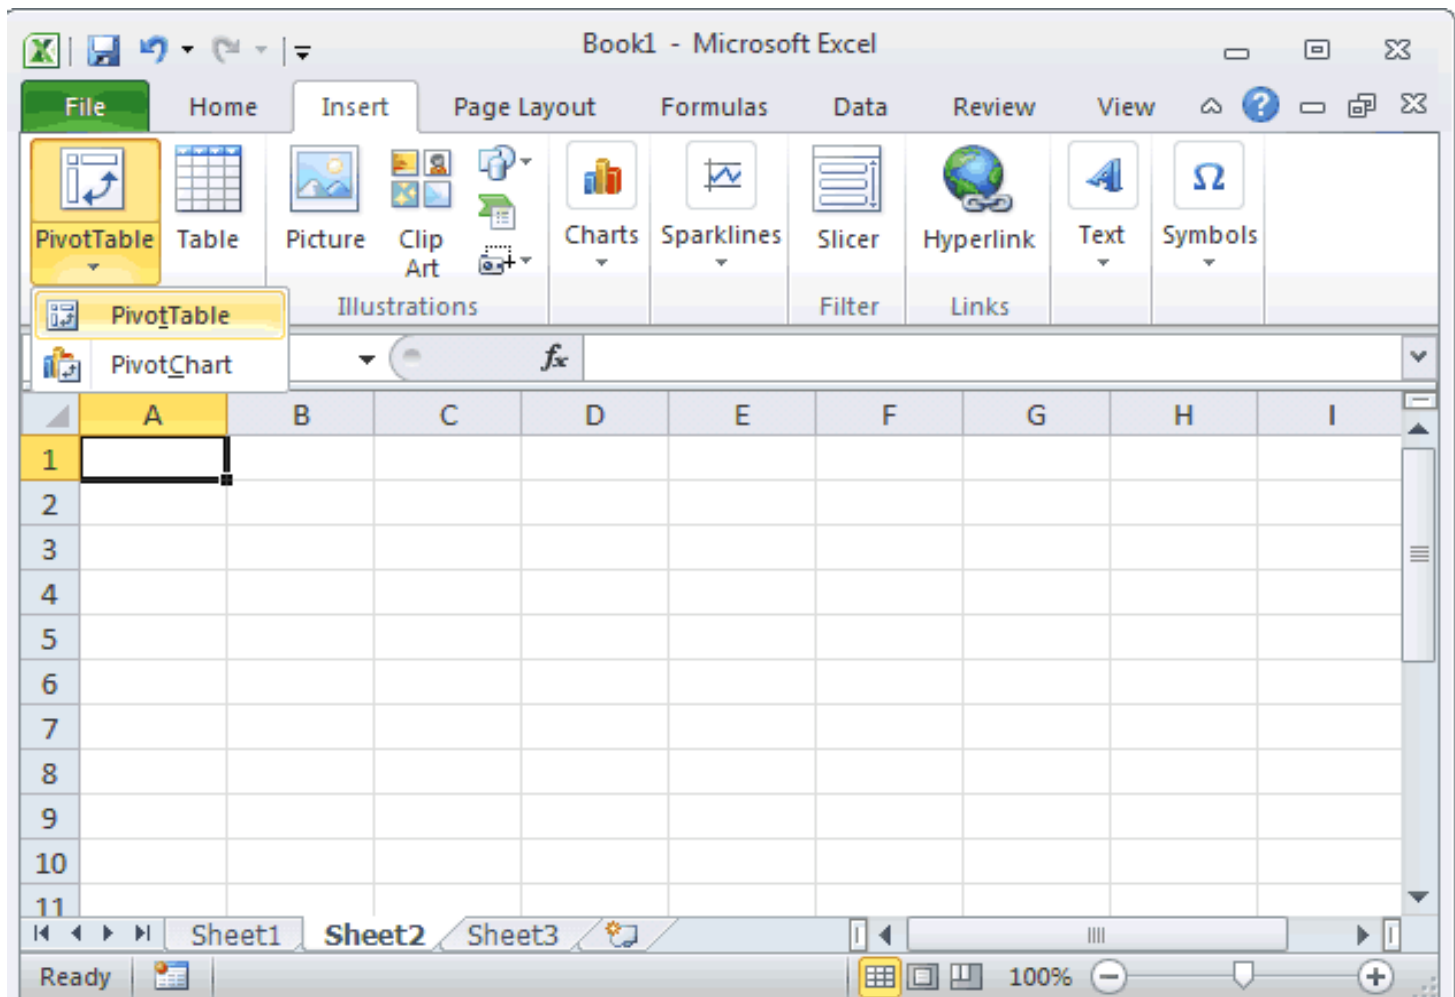 Book1 - Microsoft Excel
File Home Insert Page Layout Formulas Data Review View
PivotTable Table Picture Clip Art Charts Sparklines Slicer Hyperlink Text Symbols
Illustrations Filter Links
PivotTable
PivotChart
fx
A B C D E F G H I
1
2
3
4
5
6
7
8
9
10
11
Sheet1 Sheet2 Sheet3
Ready 100%